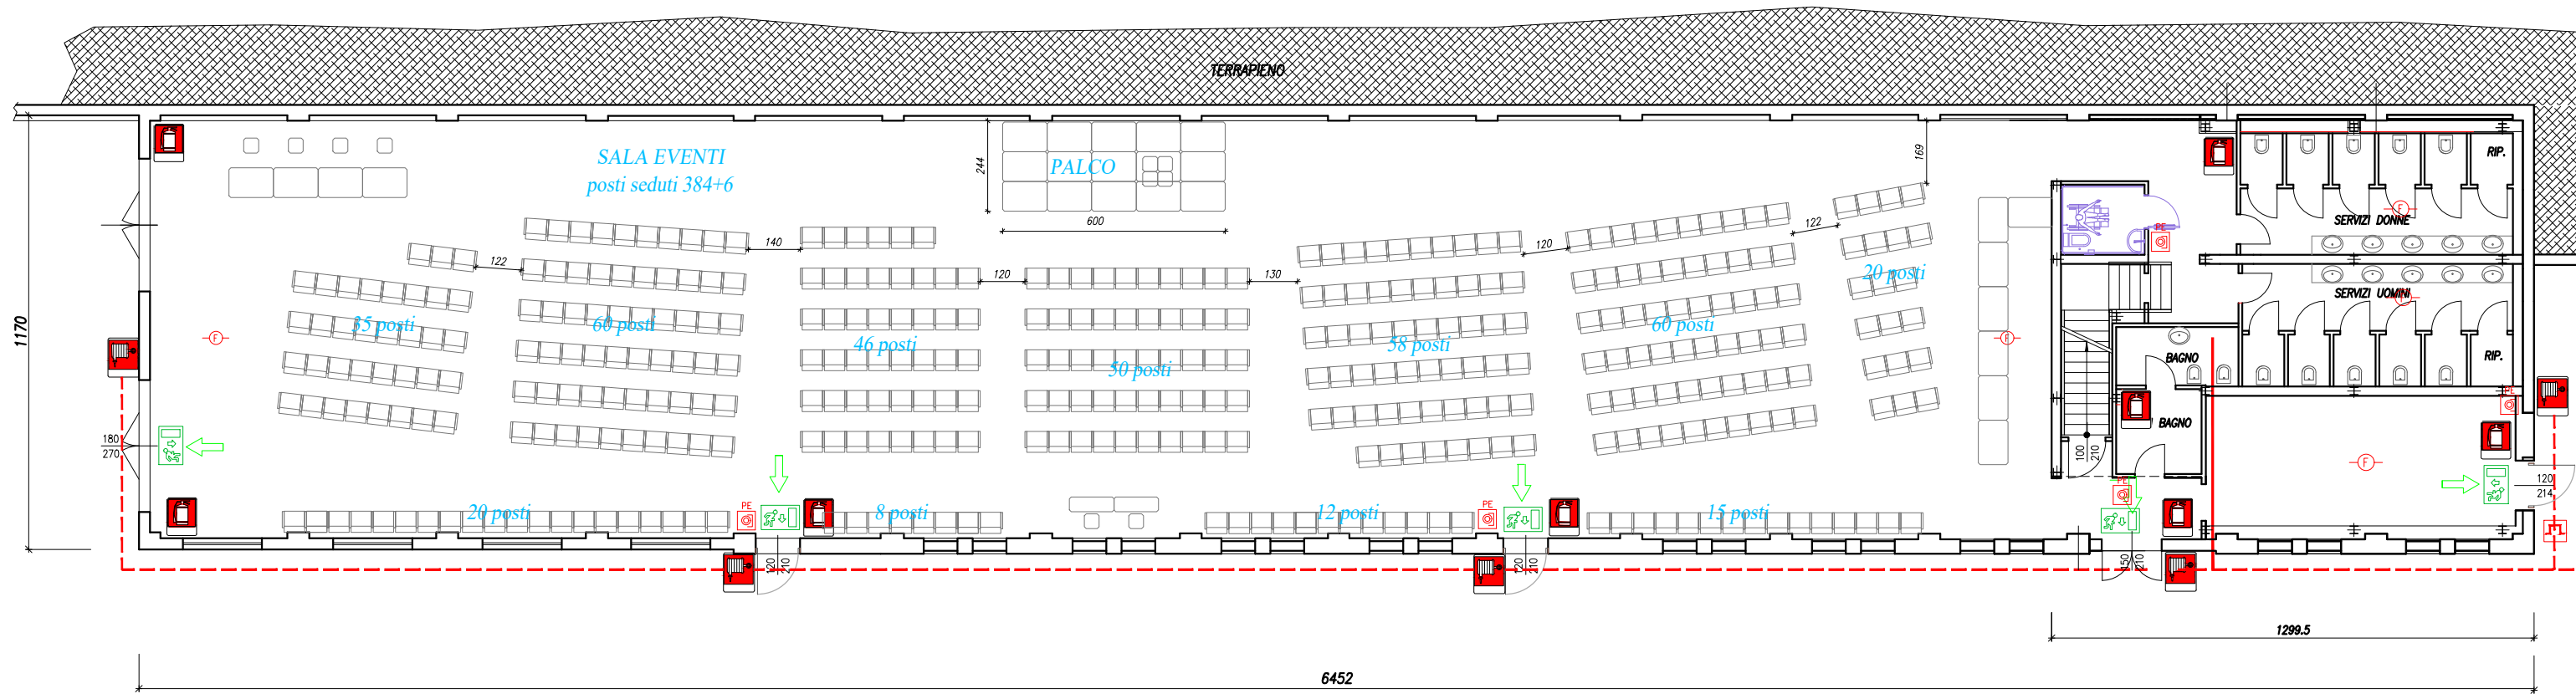 TERRAPIENO
SALA EVENTI
posti seduti 384+6
PALCO
244
600
169
RIP.
SERVIZI DONNE
F
PE
140
122
120
130
120
122
20 posti
SERVIZI UOMINI
F
35 posti
60 posti
46 posti
50 posti
58 posti
60 posti
F
F
BAGNO
RIP.
PE
BAGNO
1170
180
270
100
210
F
120
214
20 posti
PE
8 posti
12 posti
PE
15 posti
PE
120
210
120
210
150
210
1299.5
6452